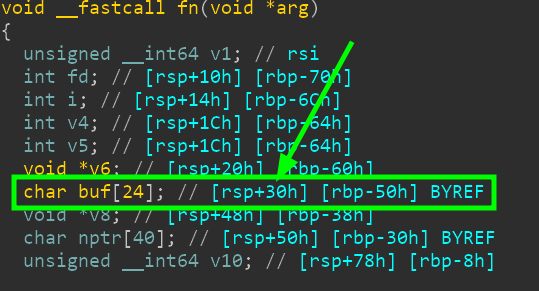 void __fastcall fn(void *arg)
{
unsigned __int64 v1; // rsi
int fd; // [rsp+10h] [rbp-70h]
int i; // [rsp+14h] [rbp-6Ch]
int v4; // [rsp+1Ch] [rbp-64h]
int v5; // [rsp+1Ch] [rbp-64h]
void *v6; // [rsp+20h] [rbp-60h]
char buf[24]; // [rsp+30h] [rbp-50h] BYREF
void *v8; // [rsp+48h] [rbp-38h]
char nptr[40]; // [rsp+50h] [rbp-30h] BYREF
unsigned __int64 v10; // [rsp+78h] [rbp-8h]